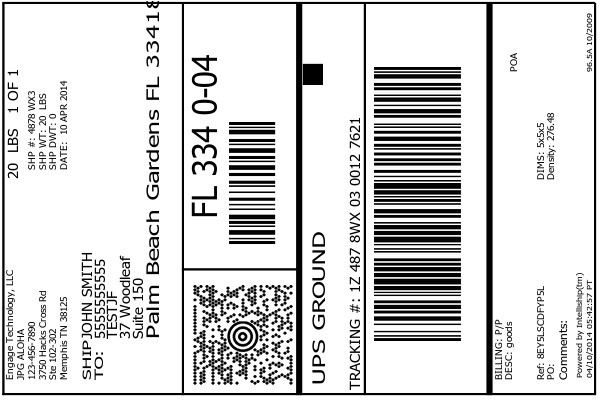 Engage Technology, LLC
JPG ALOHA
123-456-7890
3750 Hacks Cross Rd
Ste 102-302
Memphis TN 38125
20 LBS 1 OF 1
SHP #: 4878 WX3
SHP WT: 20 LBS
SHP DWT: 0
DATE: 10 APR 2014
SHIP JOHN SMITH
TO: 5555555555
TESTJF
37 Woodleaf
Suite 150
Palm Beach Gardens FL 33418
FL 334 0-04
UPS GROUND
TRACKING #: 1Z 487 8WX 03 0012 7621
BILLING: P/P
DESC: goods
POA
Ref: 8EY5LSCDFYP5L
DIMS: 5x5x5
PO:
Density: 276.48
Comments:
Powered by Intelliship(tm)
04/10/2014 05:42:57 PT
96.5A 10/2009